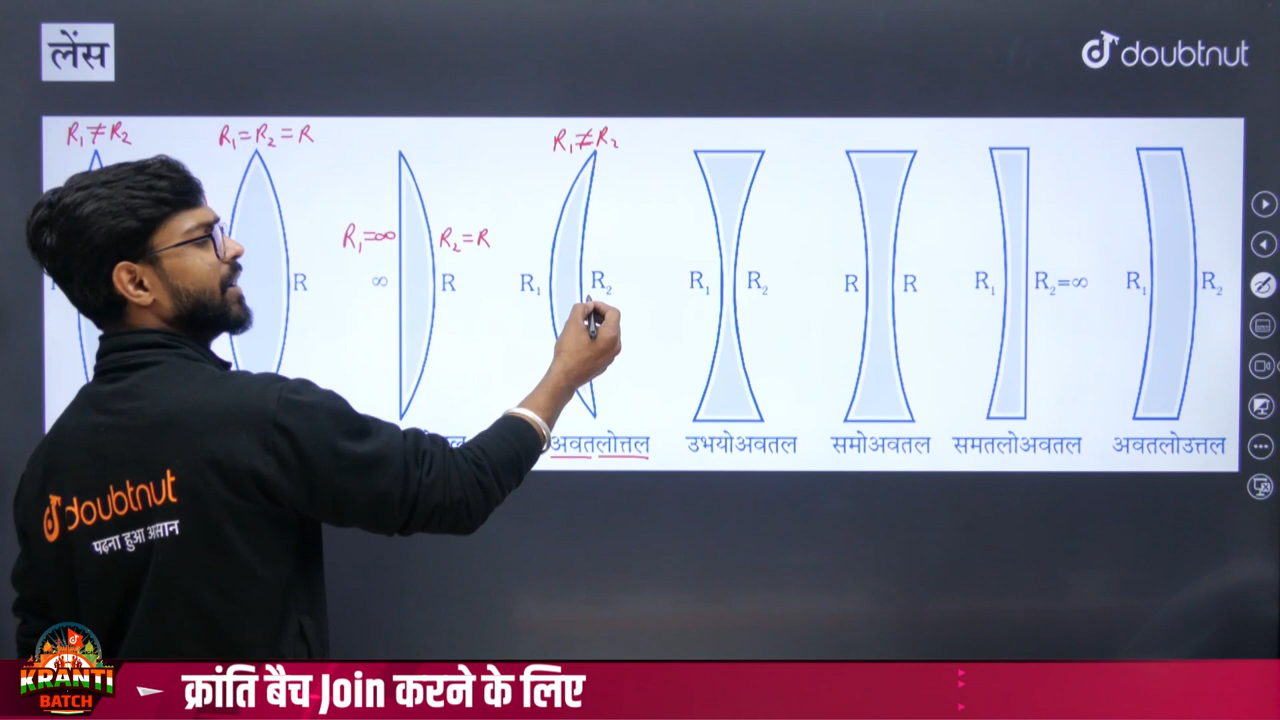 लेंस
doubtnut
R₁ ≠ R₂
R₁ = R₂ = R
R₁ ≠ R₂
R₁=∞
R₂=R
R
∞
R
R₁
R₂
R₁
R₂
R
R
R₁
R₂=∞
R₁
R₂
अवतलोत्तल
उभयोअवतल
समोअवतल
समतलोअवतल
अवतलोउत्तल
doubtnut
पढ़ना हुआ आसान
KRANTI
BATCH
क्रांति बैच Join करने के लिए